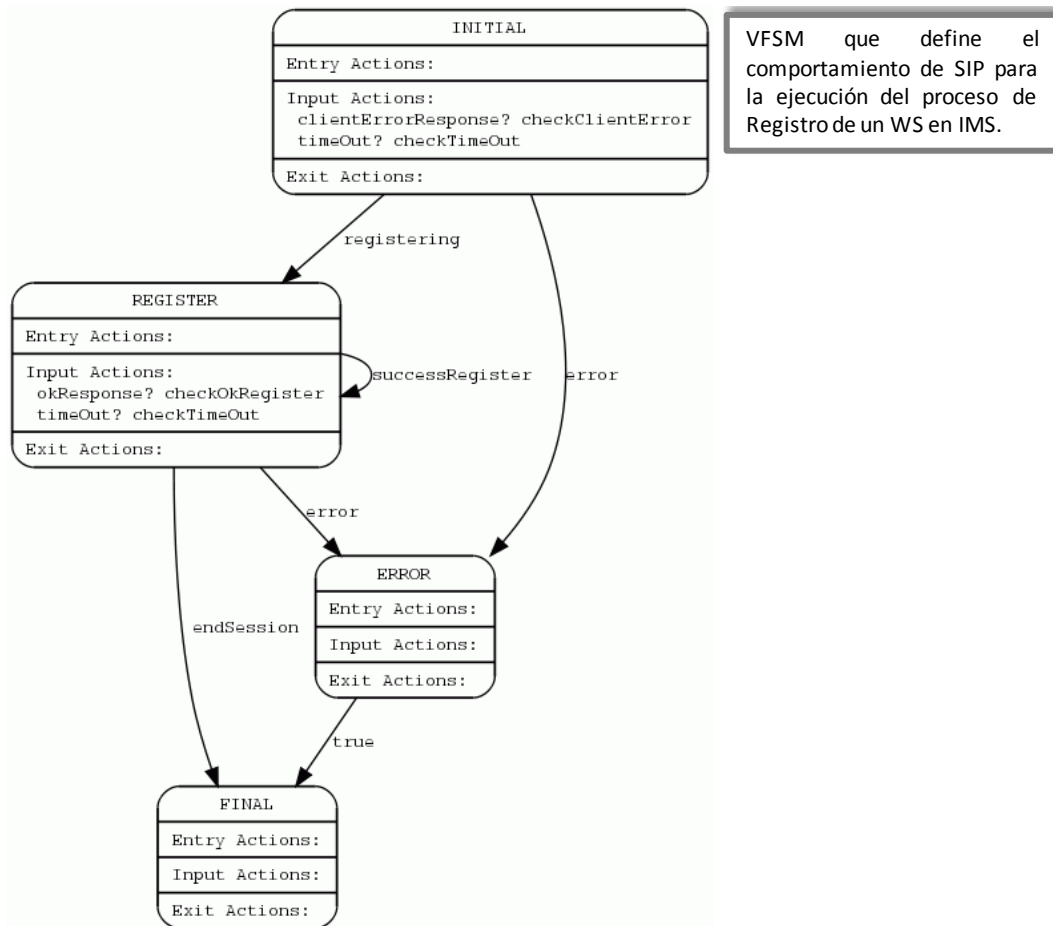 INITIAL
Entry Actions:
Input Actions:
clientErrorResponse? checkClientError
timeOut? checkTimeOut
Exit Actions:
VFSM que define el
comportamiento de SIP para
la ejecución del proceso de
Registro de un WS en IMS.
registering
REGISTER
Entry Actions:
Input Actions:
okResponse? checkOkRegister
timeOut? checkTimeOut
Exit Actions:
successRegister
error
error
ERROR
Entry Actions:
Input Actions:
Exit Actions:
endSession
true
FINAL
Entry Actions:
Input Actions:
Exit Actions: